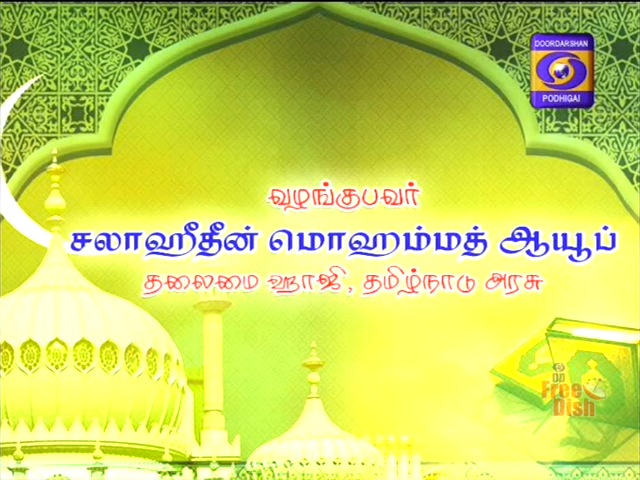 DOORDARSHAN
PODHIGAI
வழங்குபவர்
சலாஹீதீன் மொஹம்மத் ஆயூப்
தலைமை ஹாஜி, தமிழ்நாடு அரசு
DD
Free
Dish